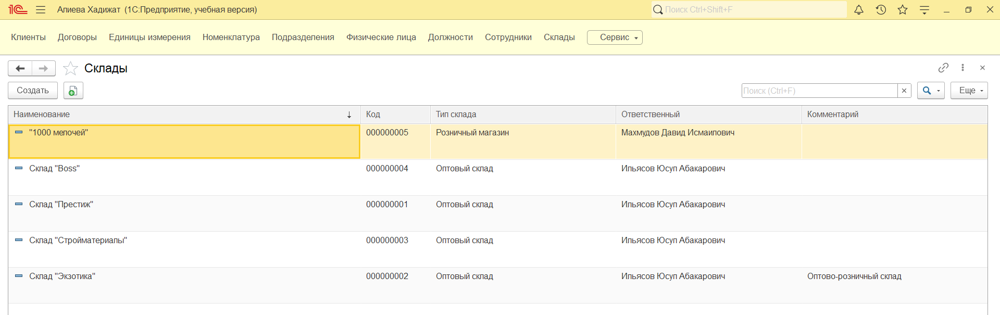 1С Алиева Хадижат (1С:Предприятие, учебная версия) Поиск Ctrl+Shift+F
Клиенты Договоры Единицы измерения Номенклатура Подразделения Физические лица Должности Сотрудники Склады Сервис
Склады
Создать Поиск (Ctrl+F) Еще
Наименование Код Тип склада Ответственный Комментарий
"1000 мелочей" 000000005 Розничный магазин Махмудов Давид Исмаилович
Склад "Boss" 000000004 Оптовый склад Ильясов Юсуп Абакарович
Склад "Престиж" 000000001 Оптовый склад Ильясов Юсуп Абакарович
Склад "Стройматериалы" 000000003 Оптовый склад Ильясов Юсуп Абакарович
Склад "Экзотика" 000000002 Оптовый склад Ильясов Юсуп Абакарович Оптово-розничный склад